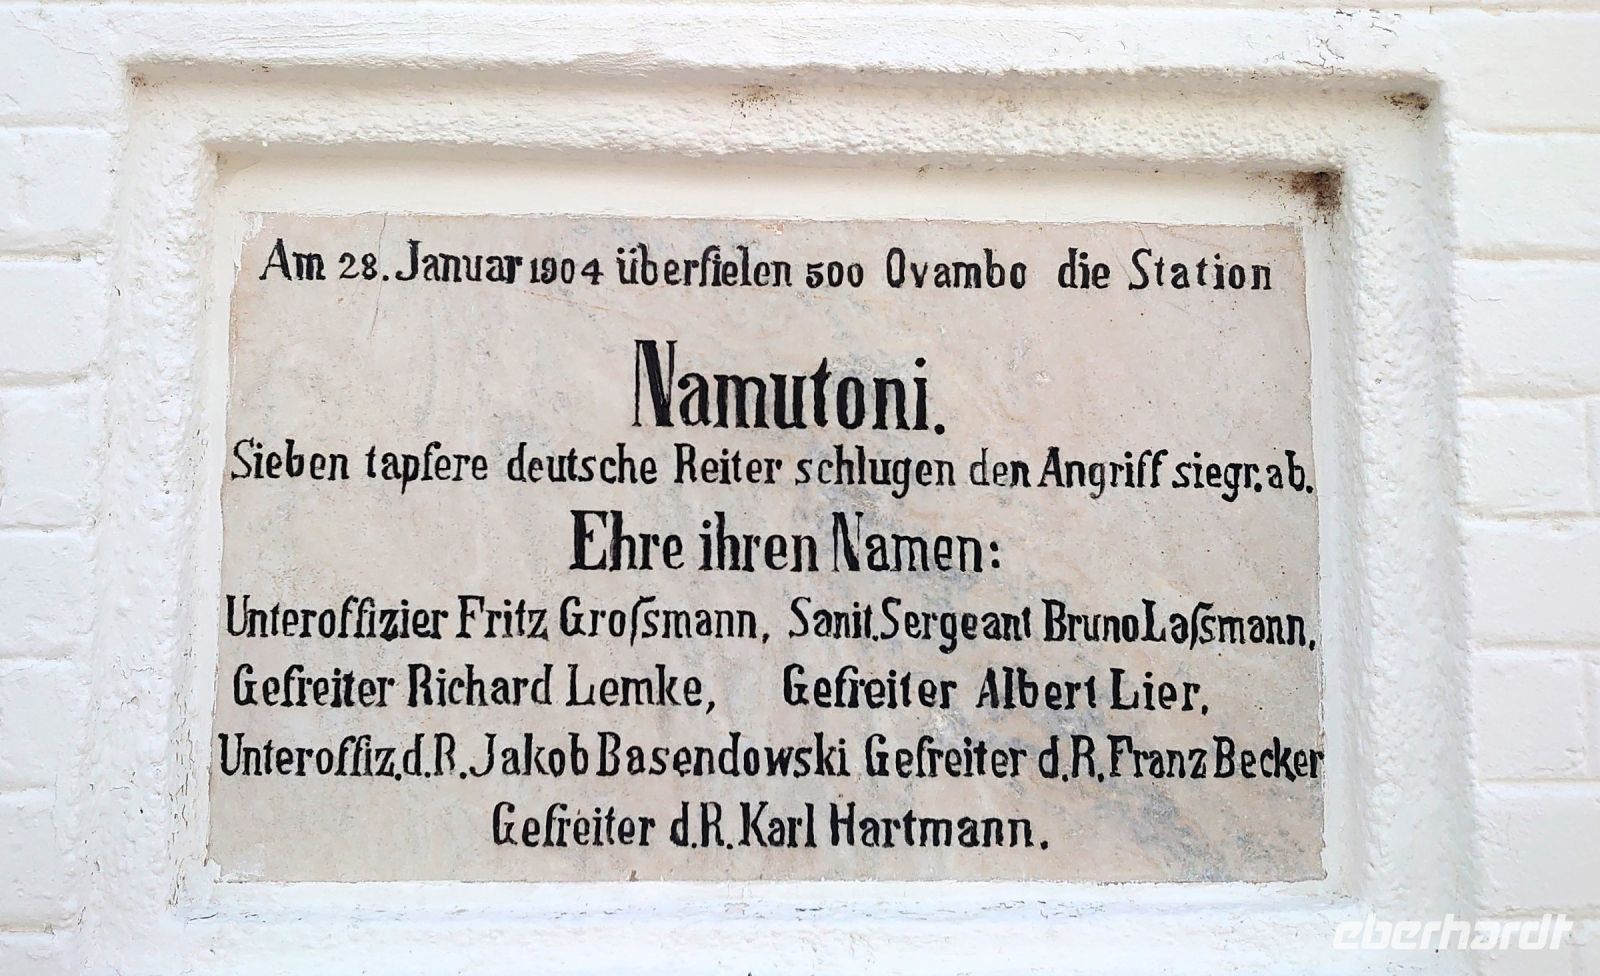 Am 28. Januar 1904 überfielen 500 Ovambo die Station
Namutoni.
Sieben tapfere deutsche Reiter schlugen den Angriff siegr. ab.
Ehre ihren Namen:
Unteroffizier Fritz Groſsmann, Sanit. Sergeant Bruno Laſsmann,
Gefreiter Richard Lemke, Gefreiter Albert Lier,
Unteroffiz. d. R. Jakob Basendowski Gefreiter d. R. Franz Becker
Gefreiter d. R. Karl Hartmann.
eberhardt